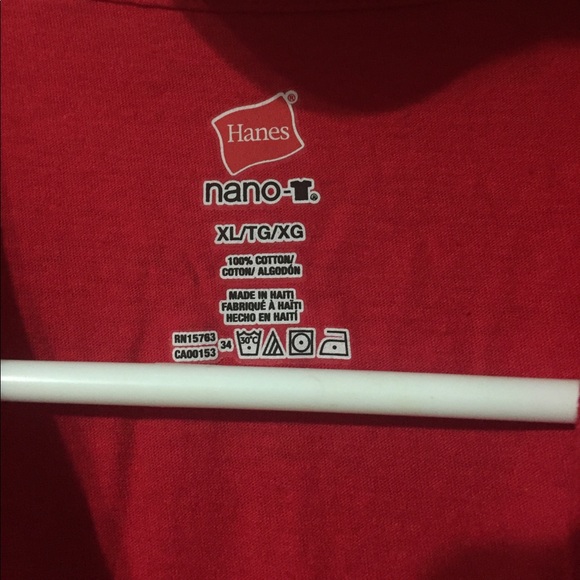 Hanes®
nano-T®
XL/TG/XG
100% COTTON/
COTON/ ALGODÓN
MADE IN HAITI
FABRIQUÉ À HAÏTI
HECHO EN HAITÍ
RN15763
CA00153
34
30°C